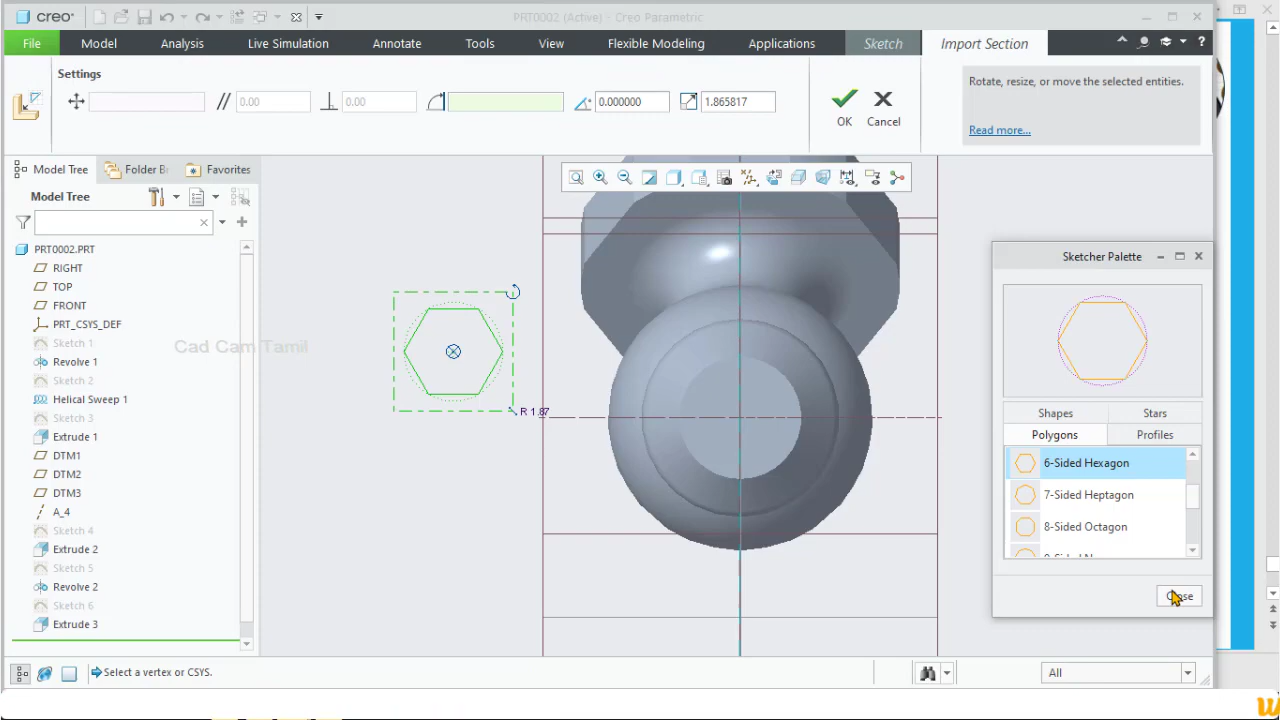 creo®
PRT0002 (Active) - Creo Parametric
File Model Analysis Live Simulation Annotate Tools View Flexible Modeling Applications Sketch Import Section
Settings
0.00 0.00 0.000000 1.865817
OK Cancel
Rotate, resize, or move the selected entities.
Read more...
Model Tree Folder B Favorites
Model Tree
PRT0002.PRT
RIGHT
TOP
FRONT
PRT_CSYS_DEF
Sketch 1
Revolve 1
Sketch 2
Helical Sweep 1
Sketch 3
Extrude 1
DTM1
DTM2
DTM3
A_4
Sketch 4
Extrude 2
Sketch 5
Revolve 2
Sketch 6
Extrude 3
Cad Cam Tamil
R 1.87
Sketcher Palette
Shapes Stars
Polygons Profiles
6-Sided Hexagon
7-Sided Heptagon
8-Sided Octagon
Select a vertex or CSYS.
All